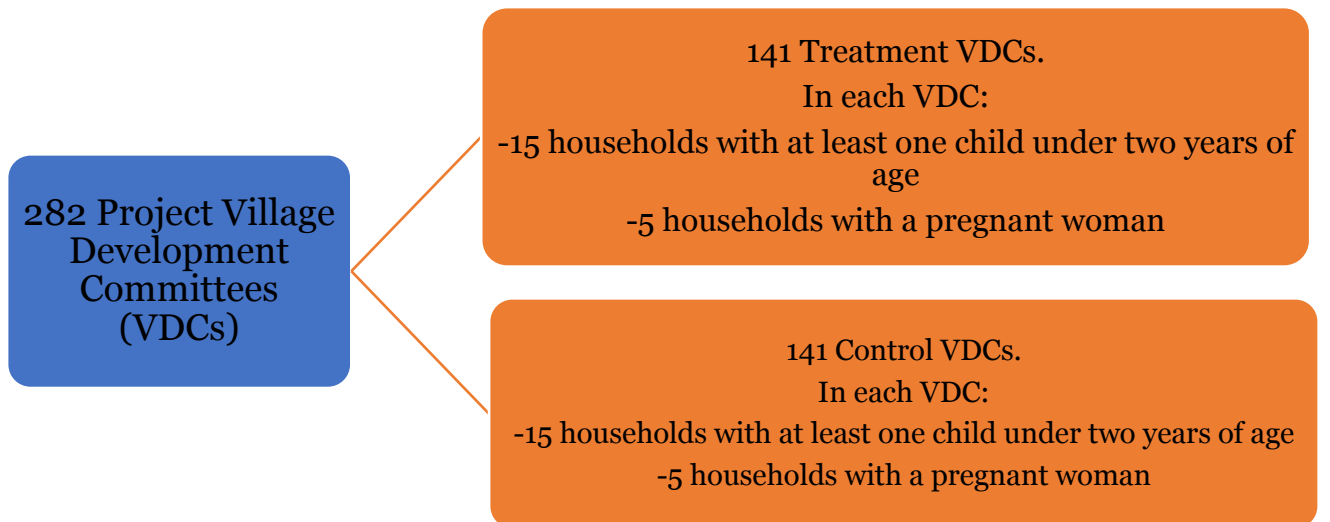 282 Project Village
Development
Committees
(VDCs)
141 Treatment VDCs.
In each VDC:
-15 households with at least one child under two years of
age
-5 households with a pregnant woman
141 Control VDCs.
In each VDC:
-15 households with at least one child under two years of age
-5 households with a pregnant woman